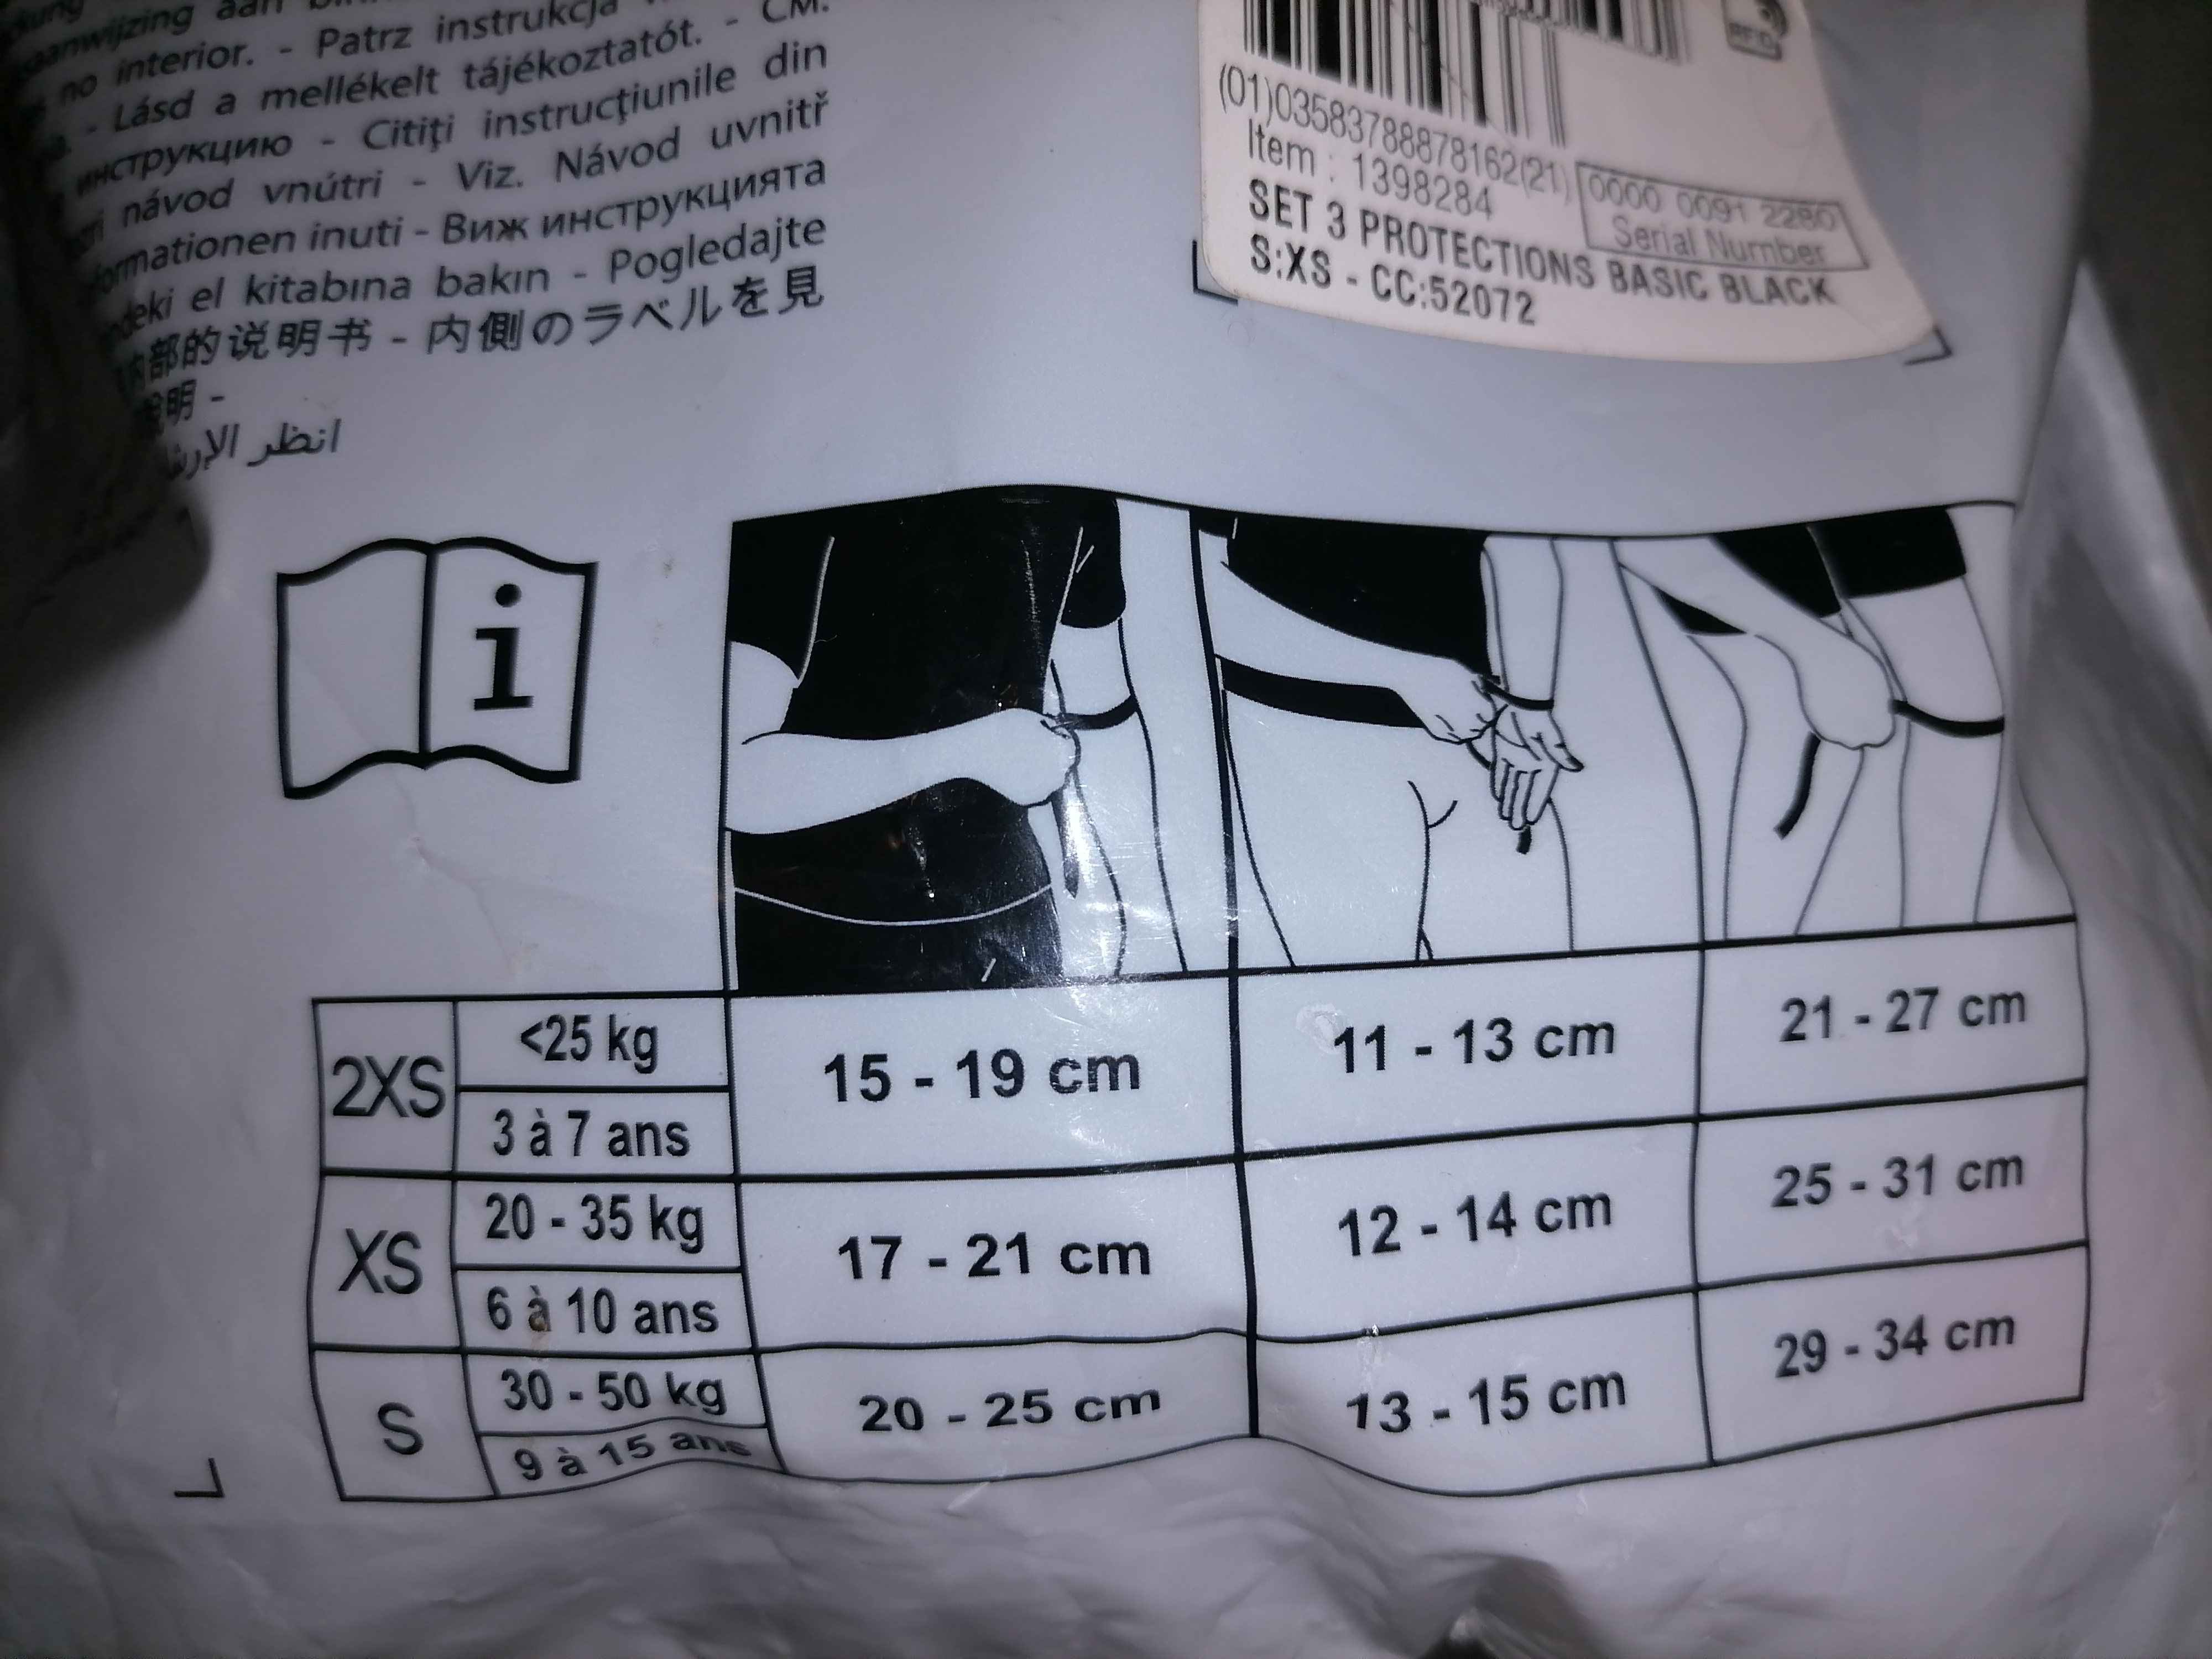 aanwijzing aan
no interior. - Patrz instrukcja
- Lásd a mellékelt tájékoztatót. - CM.
инструкцию - Citiţi instrucţiunile din
návod vnútri - Viz. Návod uvnitř
formationen inuti - Виж инструкцията
el kitabına bakın - Pogledajte
内部的说明书 - 内側のラベルを見
說明 -
انظر
RFID
(01)03583788878162(21)
0000 0091 2280
Serial Number
Item : 1398284
SET 3 PROTECTIONS BASIC BLACK
S:XS - CC:52072
i
2XS
<25 kg
3 à 7 ans
15 - 19 cm
11 - 13 cm
21 - 27 cm
XS
20 - 35 kg
6 à 10 ans
17 - 21 cm
12 - 14 cm
25 - 31 cm
S
30 - 50 kg
9 à 15 ans
20 - 25 cm
13 - 15 cm
29 - 34 cm